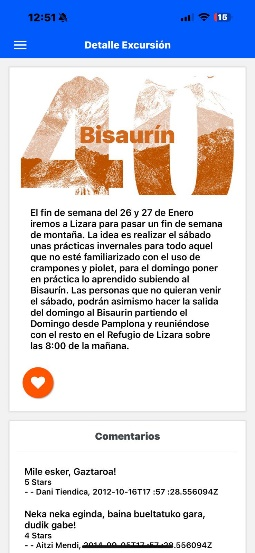 12:51
16
Detalle Excursión
40
Bisaurín
El fin de semana del 26 y 27 de Enero
iremos a Lizara para pasar un fin de semana
de montaña. La idea es realizar el sábado
unas prácticas invernales para todo aquel
que no esté familiarizado con el uso de
crampones y piolet, para el domingo poner
en práctica lo aprendido subiendo al
Bisaurín. Las personas que no quieran venir
el sábado, podrán asimismo hacer la salida
del domingo al Bisaurin partiendo el
Domingo desde Pamplona y reuniéndose
con el resto en el Refugio de Lizara sobre
las 8:00 de la mañana.
Comentarios
Mile esker, Gaztaroa!
5 Stars
- - Dani Tiendica, 2012-10-16T17 :57 :28.556094Z
Neka neka eginda, baina bueltatuko gara,
dudik gabe!
4 Stars
- - Aitzi Mendi, .556094Z